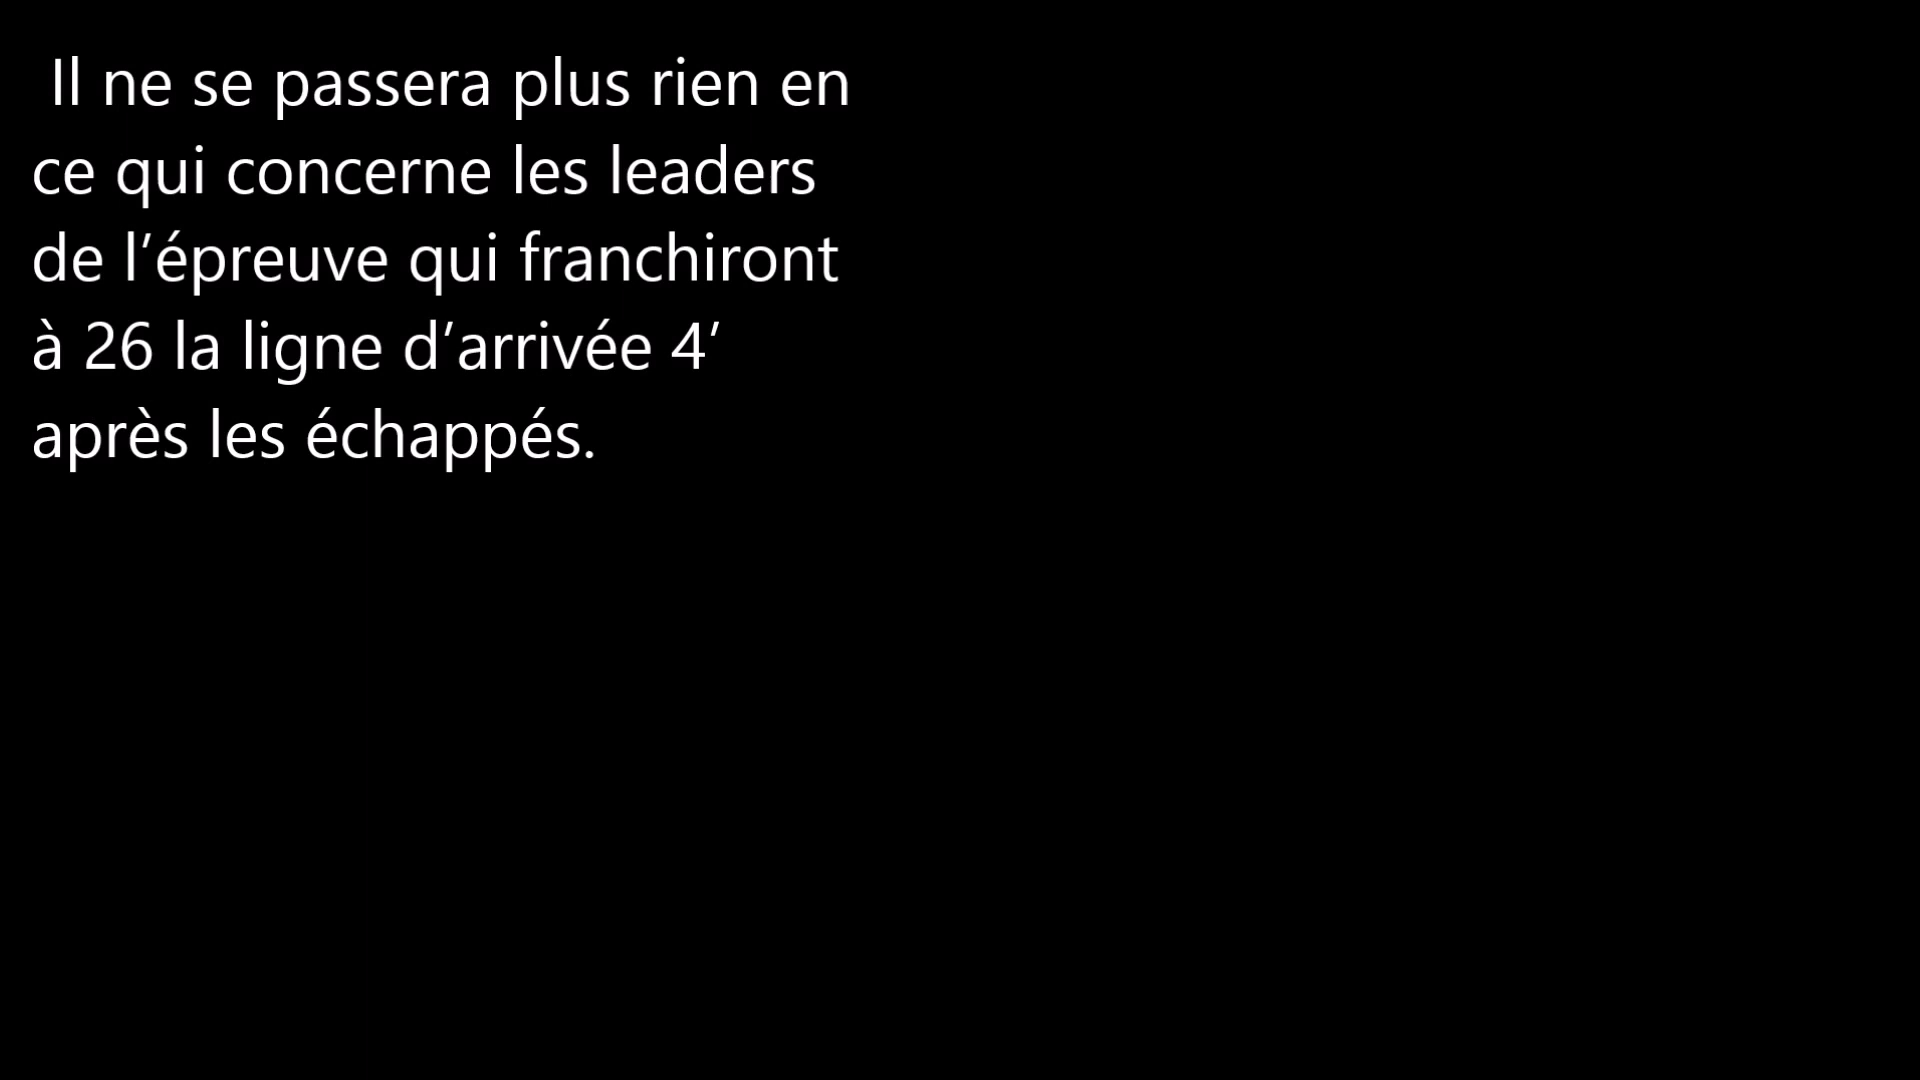 Il ne se passera plus rien en
ce qui concerne les leaders
de l’épreuve qui franchiront
à 26 la ligne d’arrivée 4’
après les échappés.